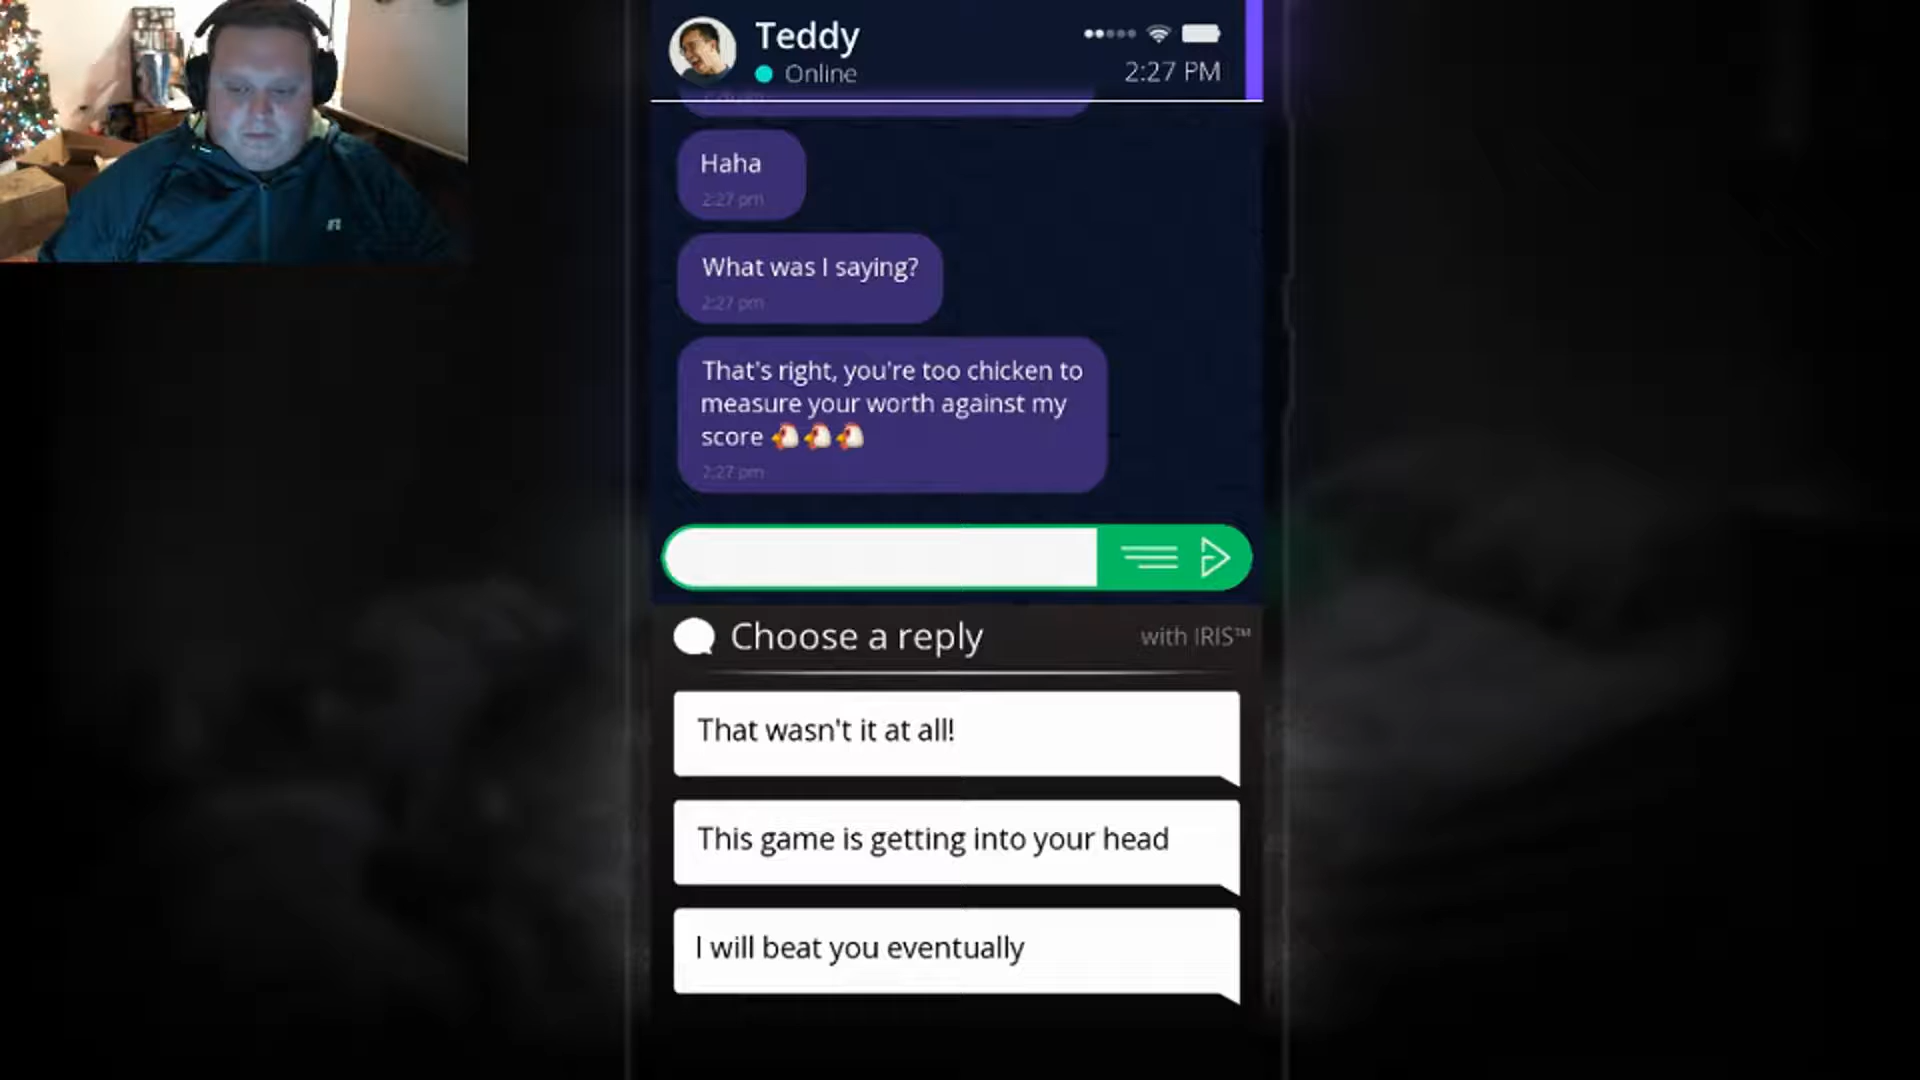 Teddy
Online
2:27 PM
Haha
2:27 pm
What was I saying?
2:27 pm
That's right, you're too chicken to
measure your worth against my
score 🐔🐔🐔
2:27 pm
Choose a reply
with IRIS™
That wasn't it at all!
This game is getting into your head
I will beat you eventually